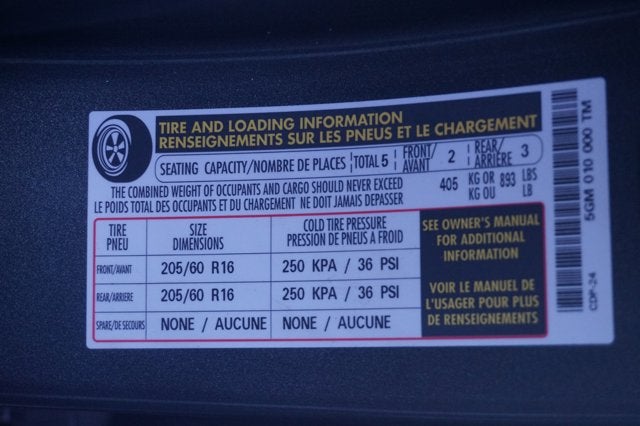 TIRE AND LOADING INFORMATION
RENSEIGNEMENTS SUR LES PNEUS ET LE CHARGEMENT
SEATING CAPACITY/NOMBRE DE PLACES TOTAL 5 FRONT/AVANT 2 REAR/ARRIÈRE 3
THE COMBINED WEIGHT OF OCCUPANTS AND CARGO SHOULD NEVER EXCEED 405 KG OR 893 LBS
LE POIDS TOTAL DES OCCUPANTS ET DU CHARGEMENT NE DOIT JAMAIS DEPASSER KG OU LB
TIRE SIZE COLD TIRE PRESSURE
PNEU DIMENSIONS PRESSION DE PNEUS A FROID
FRONT/AVANT 205/60 R16 250 KPA / 36 PSI
REAR/ARRIERE 205/60 R16 250 KPA / 36 PSI
SPARE/DE SECOURS NONE / AUCUNE NONE / AUCUNE
SEE OWNER'S MANUAL
FOR ADDITIONAL
INFORMATION
VOIR LE MANUEL DE
L'USAGER POUR PLUS
DE RENSEIGNEMENTS
5GM 010 000 TM
CDP-24